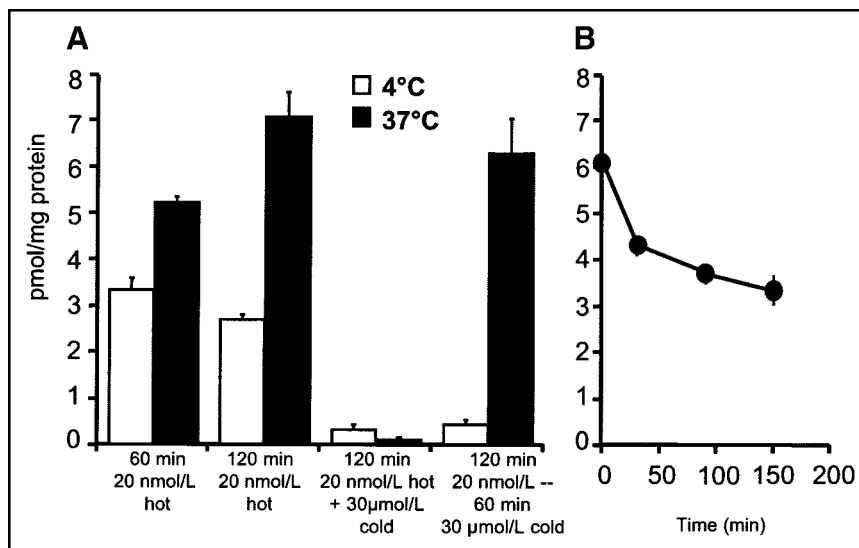 A
B
pmol/mg protein
8
7
6
5
4
3
2
1
0
4°C
37°C
60 min
20 nmol/L
hot
120 min
20 nmol/L
hot
120 min
20 nmol/L hot
+ 30µmol/L
cold
120 min
20 nmol/L --
60 min
30 µmol/L cold
8
7
6
5
4
3
2
1
0
0 50 100 150 200
Time (min)